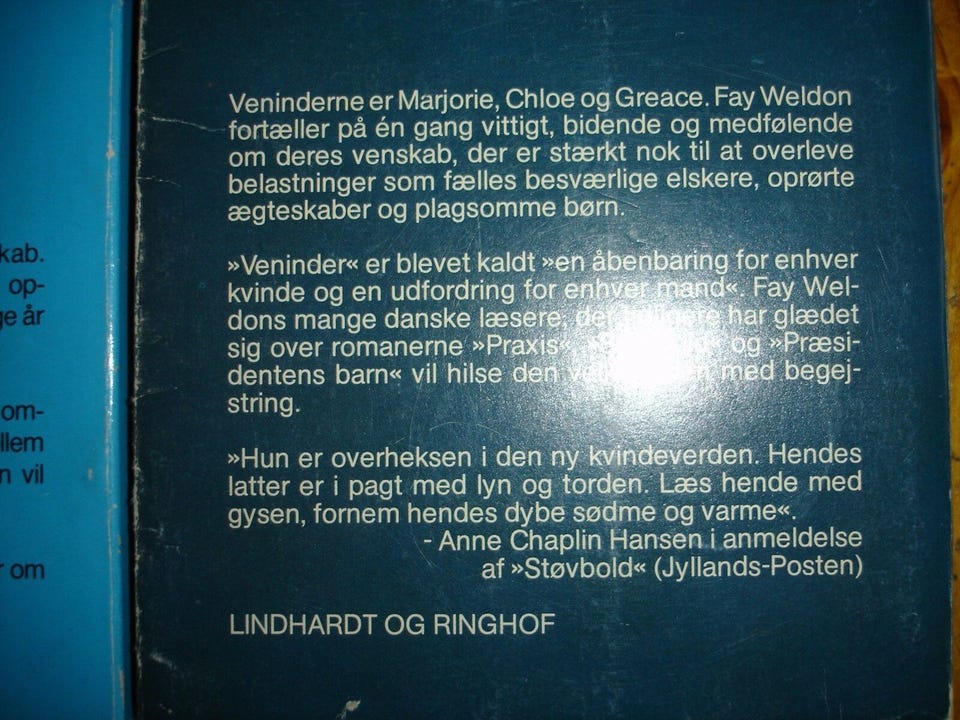 kab.
op-
ge år
om-
llem
n vil
r om
Veninderne er Marjorie, Chloe og Greace. Fay Weldon
fortæller på én gang vittigt, bidende og medfølende
om deres venskab, der er stærkt nok til at overleve
belastninger som fælles besværlige elskere, oprørte
ægteskaber og plagsomme børn.
»Veninder« er blevet kaldt »en åbenbaring for enhver
kvinde og en udfordring for enhver mand«. Fay Wel-
dons mange danske læsere, der har glædet
sig over romanerne »Praxis«, og »Præsi-
dentens barn« vil hilse den med begej-
string.
»Hun er overheksen i den ny kvindeverden. Hendes
latter er i pagt med lyn og torden. Læs hende med
gysen, fornem hendes dybe sødme og varme«.
- Anne Chaplin Hansen i anmeldelse
af »Støvbold« (Jyllands-Posten)
LINDHARDT OG RINGHOF